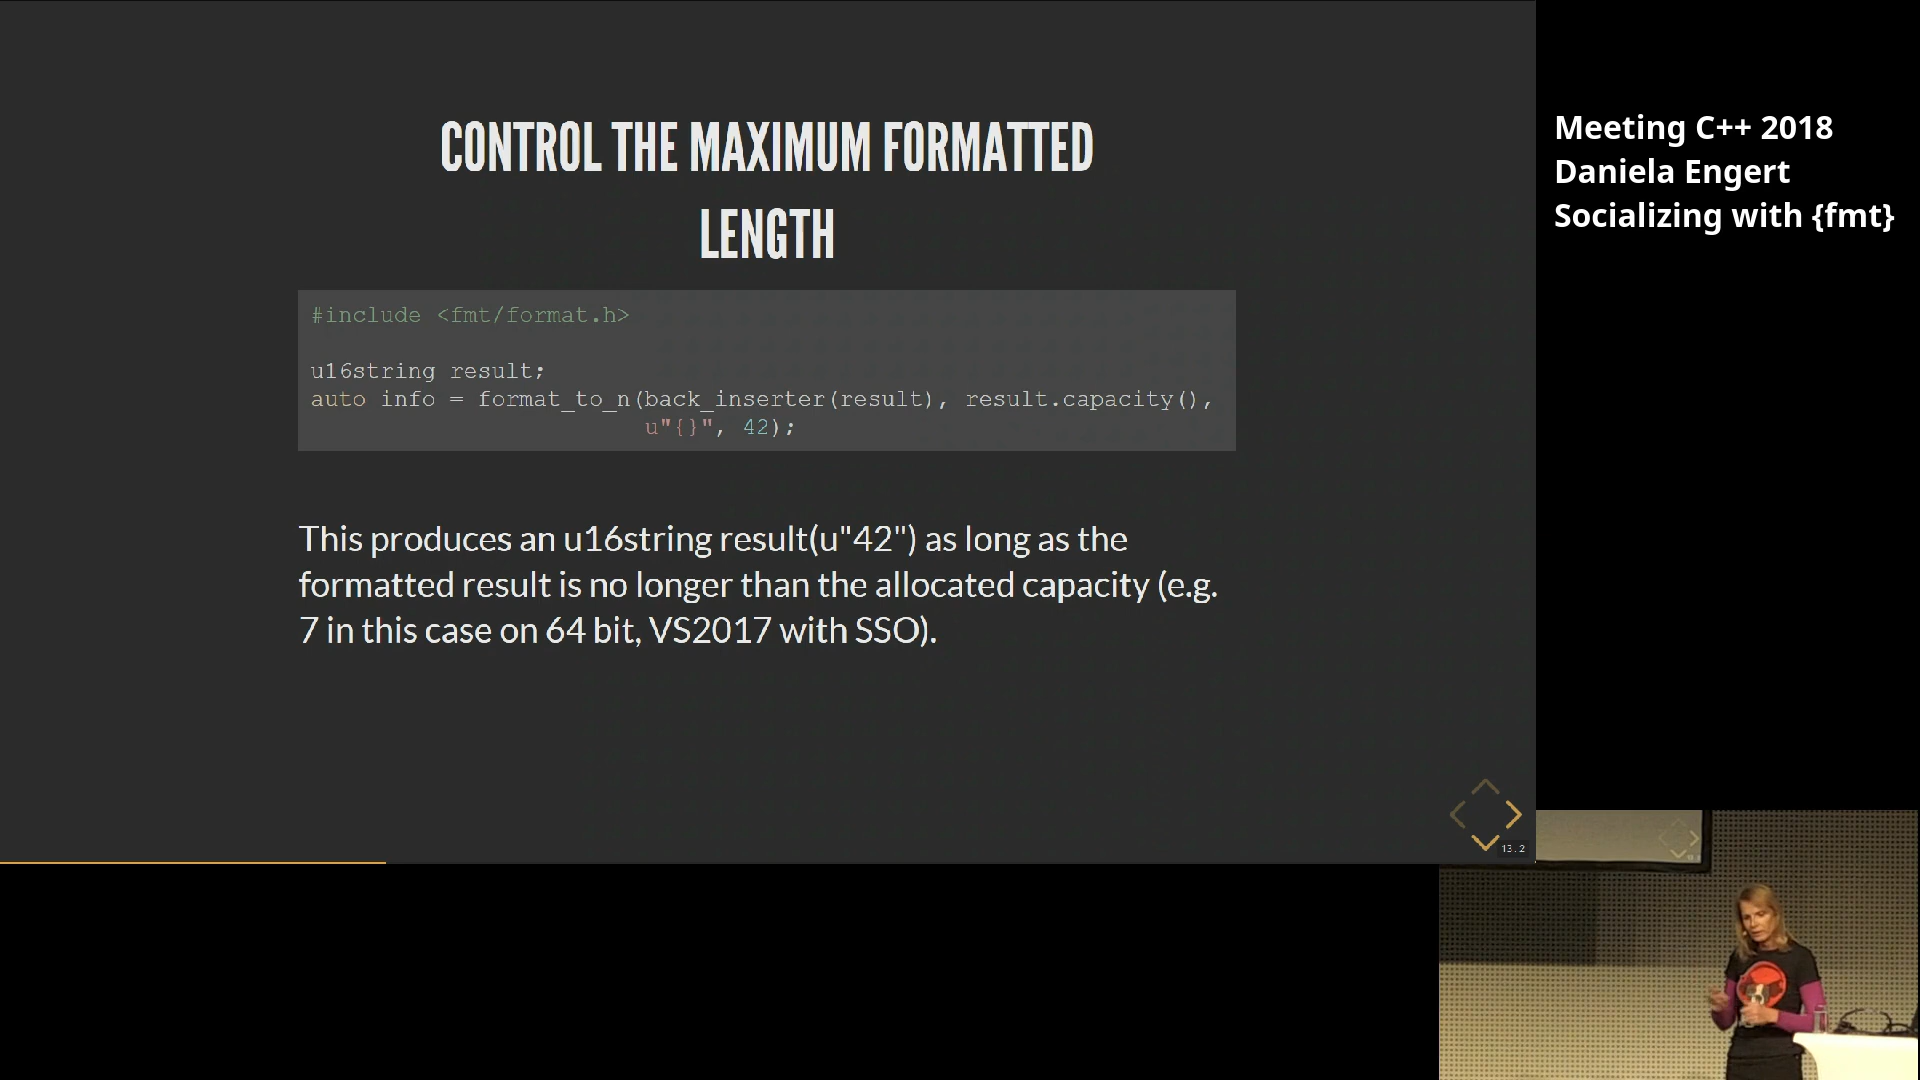 CONTROL THE MAXIMUM FORMATTED
LENGTH
#include <fmt/format.h>
u16string result;
auto info = format_to_n(back_inserter(result), result.capacity(),
u"{}", 42);
This produces an u16string result(u"42") as long as the
formatted result is no longer than the allocated capacity (e.g.
7 in this case on 64 bit, VS2017 with SSO).
13.2
Meeting C++ 2018
Daniela Engert
Socializing with {fmt}